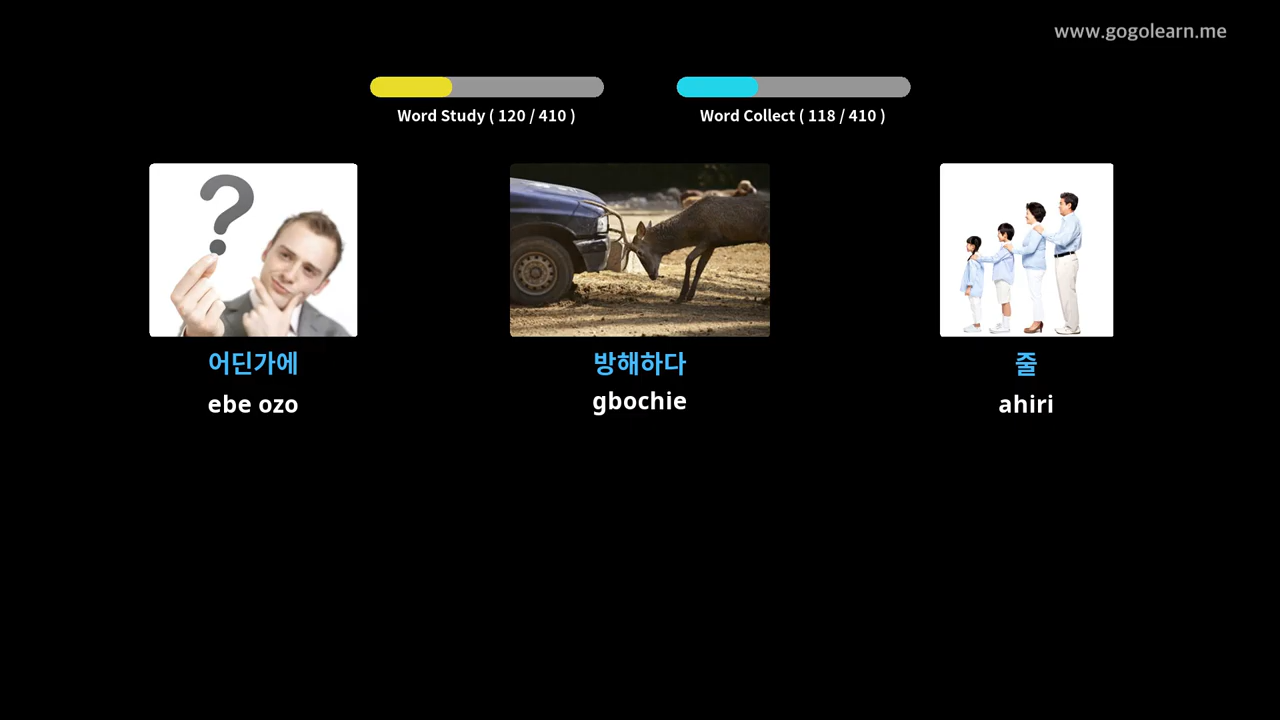 www.gogolearn.me
Word Study ( 120 / 410 )
Word Collect ( 118 / 410 )
어딘가에
방해하다
줄
ebe ozo
gbochie
ahiri